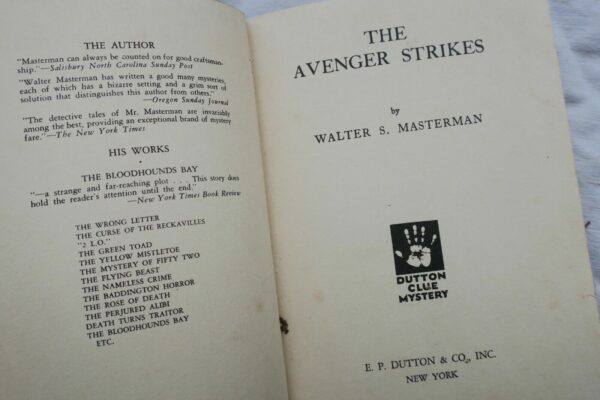 THE AUTHOR
"Masterman can always be counted on for good craftsman-
ship."—Salisbury North Carolina Sunday Post
"Walter Masterman has written a good many mysteries,
each of which has a bizarre setting and a grim sort of
solution that distinguishes this author from others."
—Oregon Sunday Journal
"The detective tales of Mr. Masterman are invariably
among the best, providing an exceptional brand of mystery
fare."—The New York Times
HIS WORKS
THE BLOODHOUNDS BAY
"—a strange and far-reaching plot . . . This story does
hold the reader's attention until the end."
—New York Times Book Review
THE WRONG LETTER
THE CURSE OF THE RECKAVILLES
"2 L.O."
THE GREEN TOAD
THE YELLOW MISTLETOE
THE MYSTERY OF FIFTY TWO
THE FLYING BEAST
THE NAMELESS CRIME
THE BADDINGTON HORROR
THE ROSE OF DEATH
THE PERJURED ALIBI
DEATH TURNS TRAITOR
THE BLOODHOUNDS BAY
ETC.
THE
AVENGER STRIKES
by
WALTER S. MASTERMAN
DUTTON
CLUE
MYSTERY
E. P. DUTTON & CO., INC.
NEW YORK